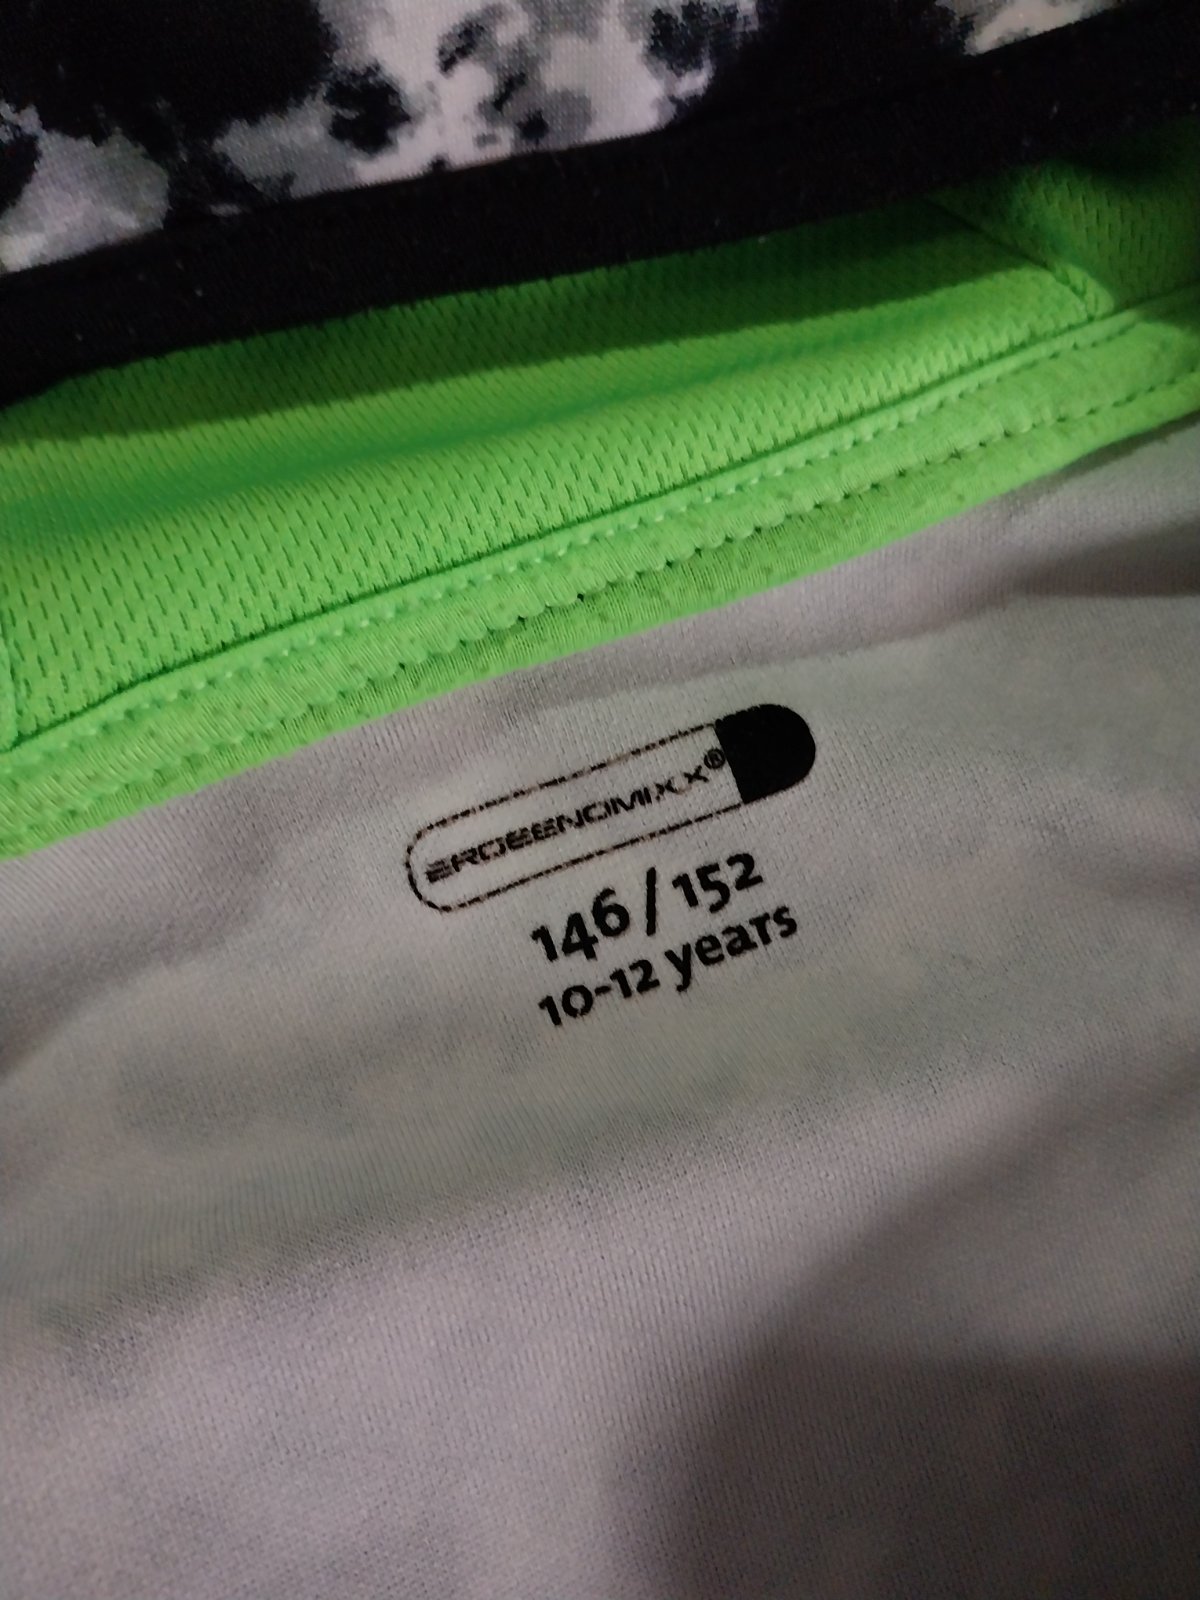 ERGEENOMIXX®
146/152
10-12 years